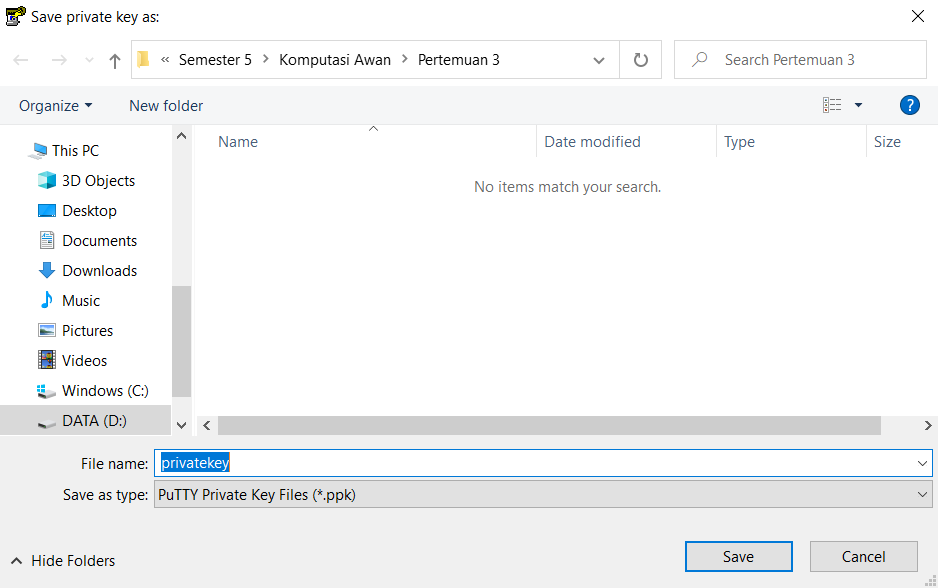 Save private key as:
« Semester 5 > Komputasi Awan > Pertemuan 3
Search Pertemuan 3
Organize
New folder
?
This PC
3D Objects
Desktop
Documents
Downloads
Music
Pictures
Videos
Windows (C:)
DATA (D:)
Name
Date modified
Type
Size
No items match your search.
File name: privatekey
Save as type: PuTTY Private Key Files (*.ppk)
Hide Folders
Save
Cancel